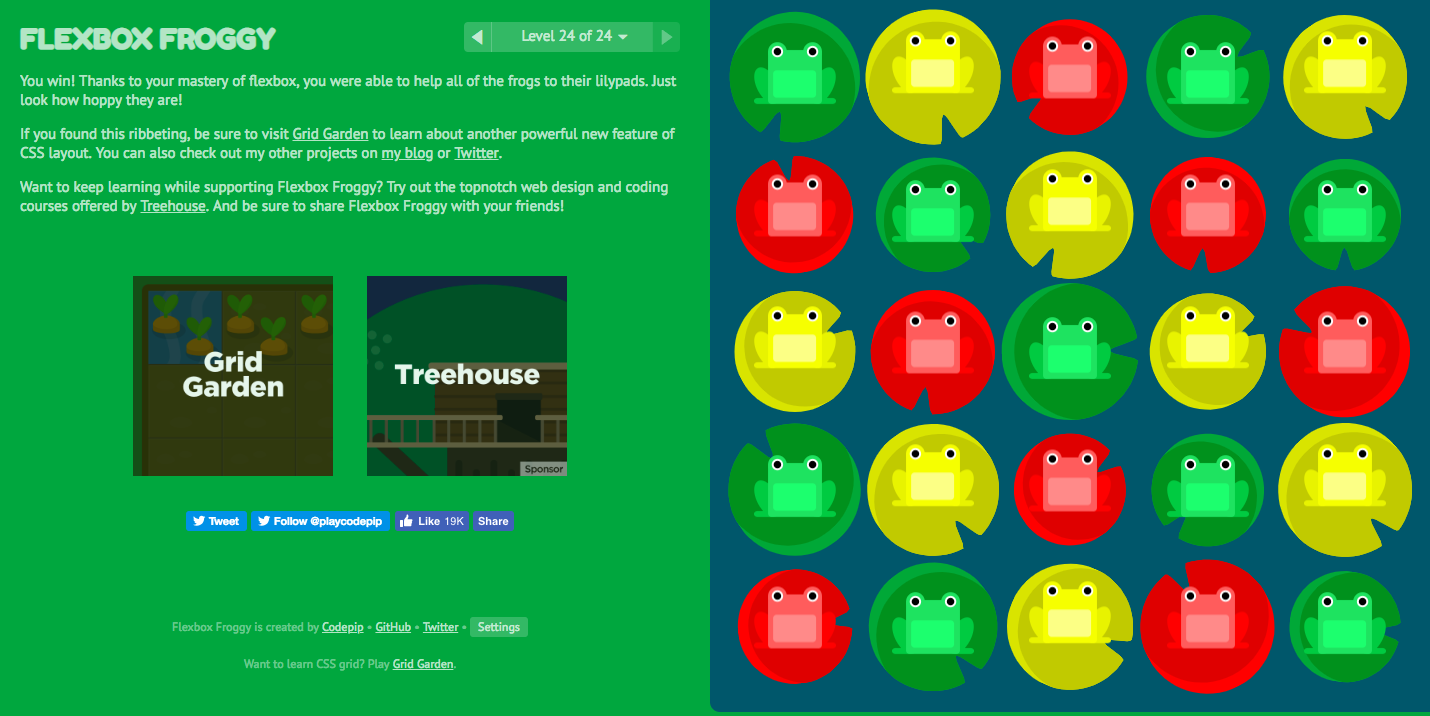 FLEXBOX FROGGY
Level 24 of 24
You win! Thanks to your mastery of flexbox, you were able to help all of the frogs to their lilypads. Just
look how hoppy they are!
If you found this ribbeting, be sure to visit Grid Garden to learn about another powerful new feature of
CSS layout. You can also check out my other projects on my blog or Twitter.
Want to keep learning while supporting Flexbox Froggy? Try out the topnotch web design and coding
courses offered by Treehouse. And be sure to share Flexbox Froggy with your friends!
Grid
Garden
Treehouse
Sponsor
Tweet
Follow @playcodepip
Like 19K
Share
Flexbox Froggy is created by Codepip • GitHub • Twitter • Settings
Want to learn CSS grid? Play Grid Garden.